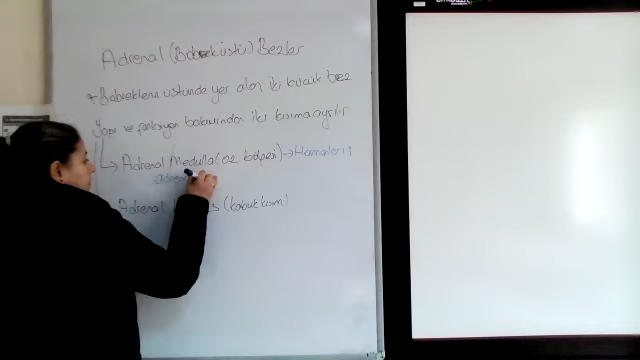 Adrenal (Böbreküstü) Bezler
* Böbreklerin üstünde yer alan iki küçük bez
Yapı ve fonksiyon bakımından iki kısma ayrılır
↳ Adrenal Medulla (öz bölgesi) → Hormonları;
Adrenal (kabuk kısım)